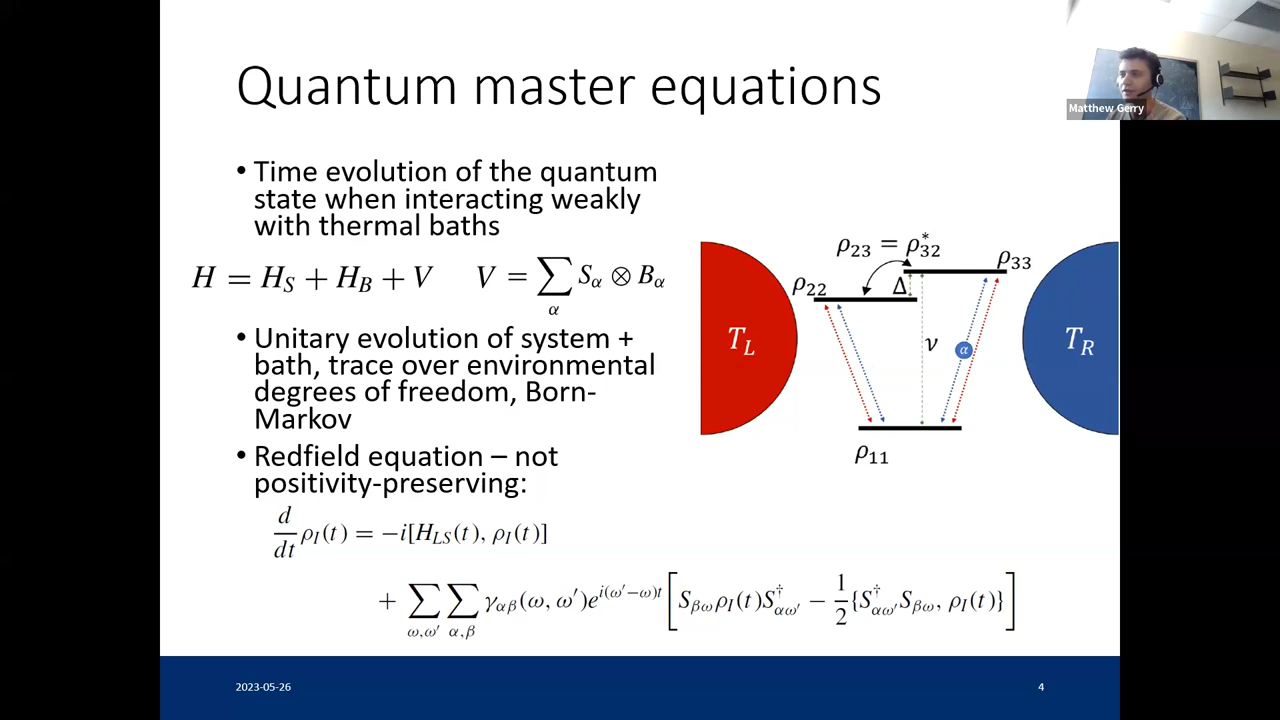 Quantum master equations
Matthew Gerry
• Time evolution of the quantum
state when interacting weakly
with thermal baths
H = H_S + H_B + V    V = ∑_α S_α ⊗ B_α
• Unitary evolution of system +
bath, trace over environmental
degrees of freedom, Born-
Markov
• Redfield equation – not
positivity-preserving:
d/dt ρ_I(t) = −i[H_{LS}(t), ρ_I(t)]
+ ∑_{ω,ω′} ∑_{α,β} γ_{αβ}(ω, ω′)e^{i(ω′−ω)t} [S_{βω}ρ_I(t)S†_{αω′} − 1/2 {S†_{αω′}S_{βω}, ρ_I(t)}]
ρ_23 = ρ*_32
ρ_33
ρ_22
Δ
T_L
ν
α
T_R
ρ_11
2023-05-26
4